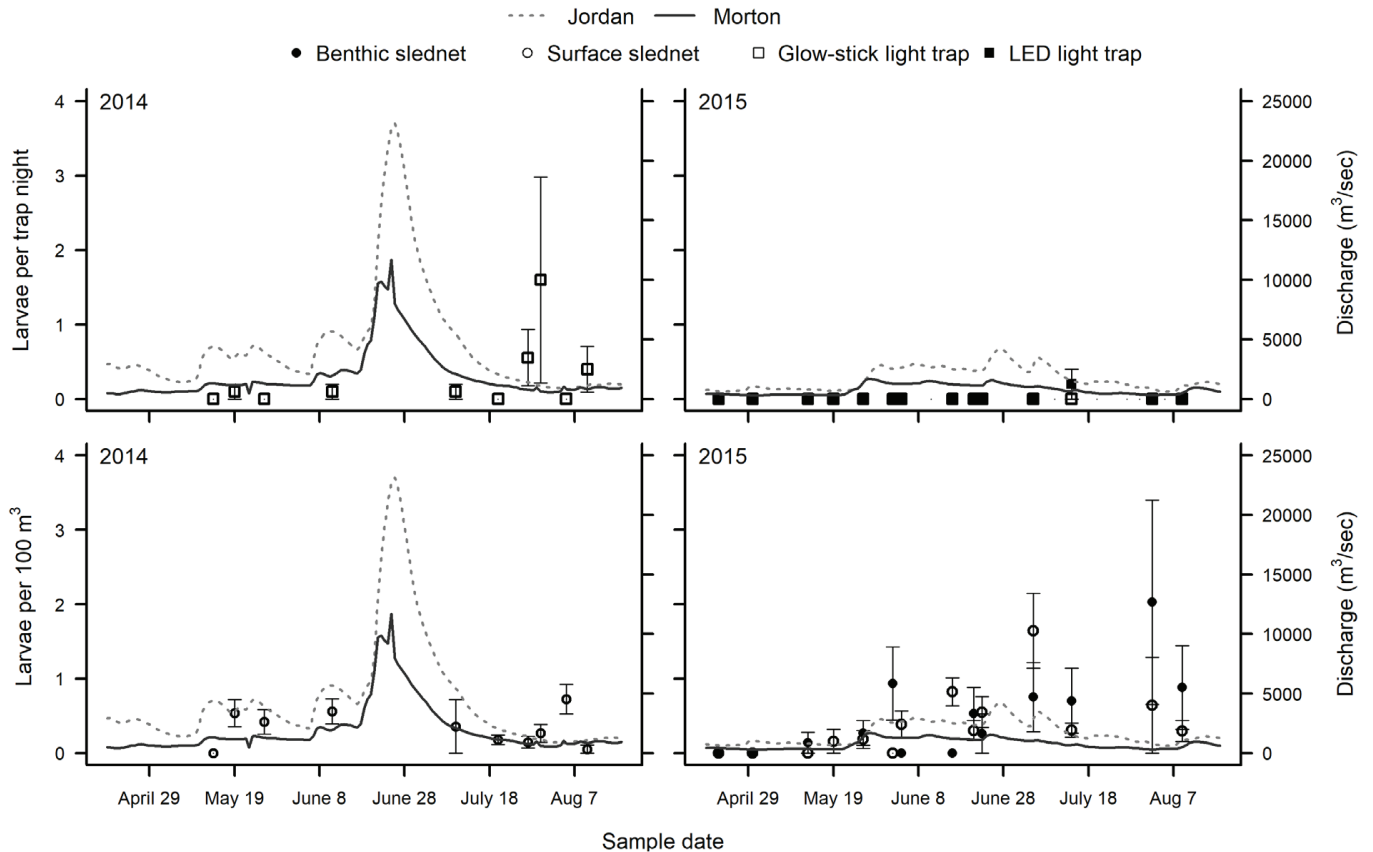 Jordan Morton
Benthic slednet Surface slednet Glow-stick light trap LED light trap
2014 2015
4 3 2 1 0
Larvae per trap night
25000 20000 15000 10000 5000 0
Discharge (m³/sec)
2014 2015
4 3 2 1 0
Larvae per 100 m³
25000 20000 15000 10000 5000 0
Discharge (m³/sec)
April 29 May 19 June 8 June 28 July 18 Aug 7 April 29 May 19 June 8 June 28 July 18 Aug 7
Sample date